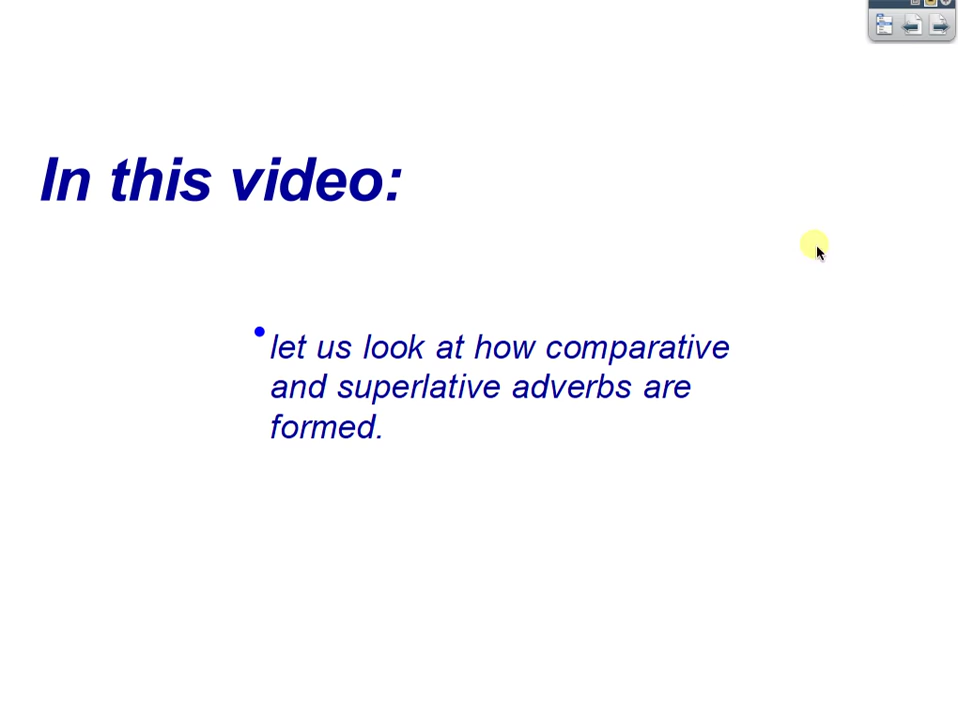 In this video:
• let us look at how comparative
and superlative adverbs are
formed.